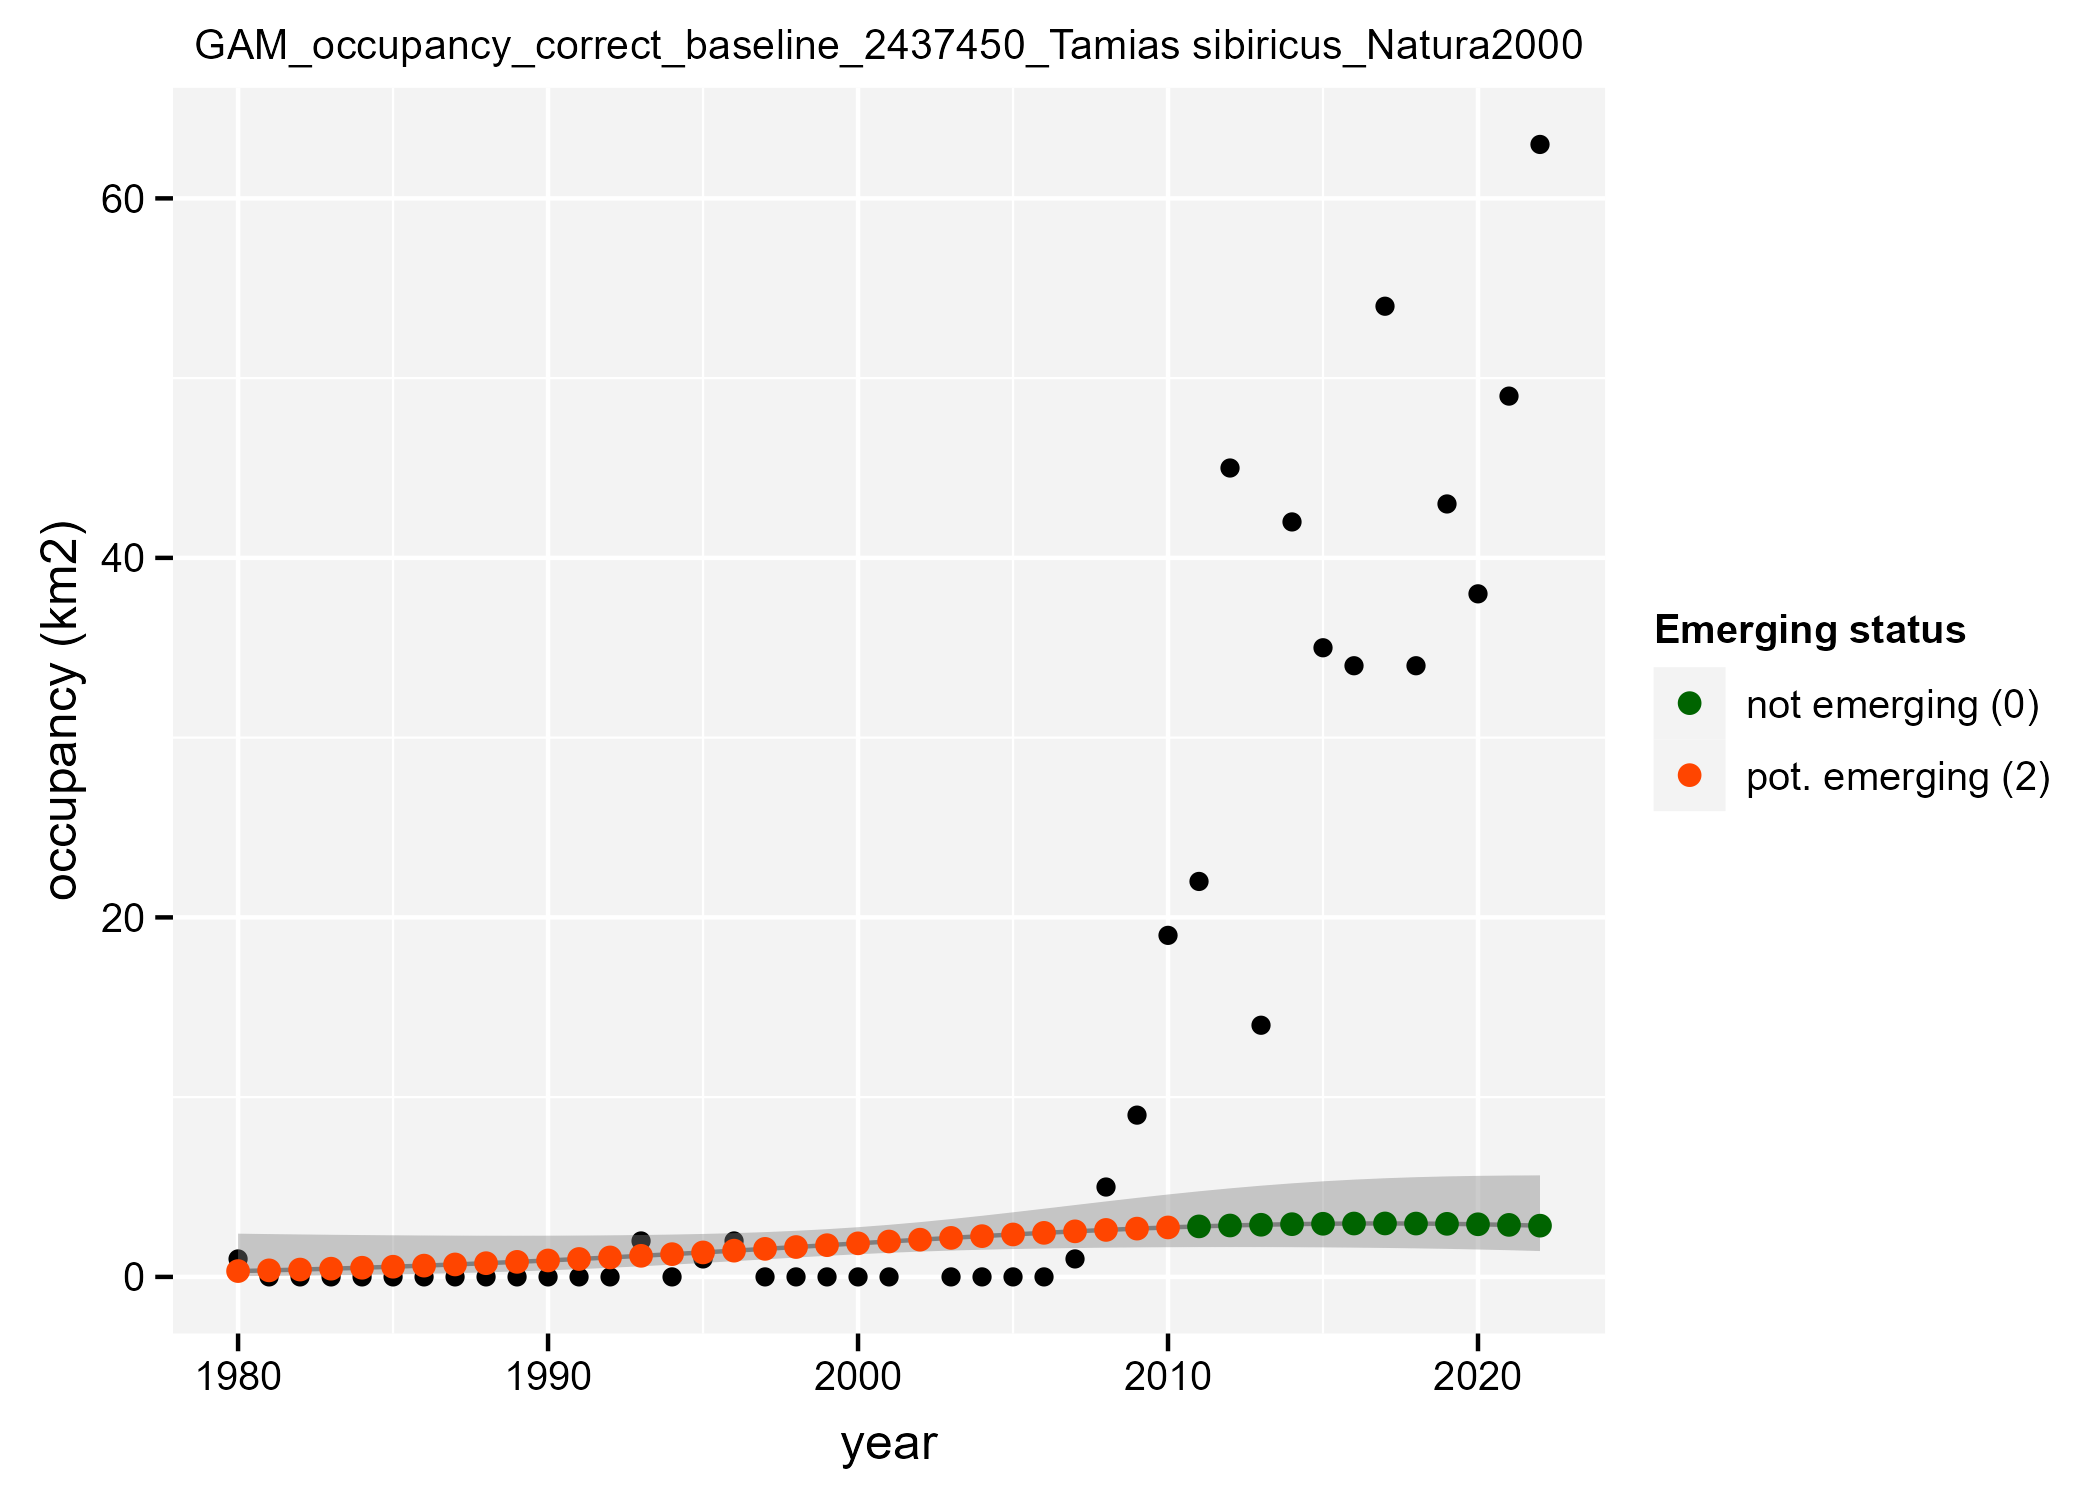 GAM_occupancy_correct_baseline_2437450_Tamias sibiricus_Natura2000
60
40
20
0
occupancy (km2)
1980 1990 2000 2010 2020
year
Emerging status
not emerging (0)
pot. emerging (2)